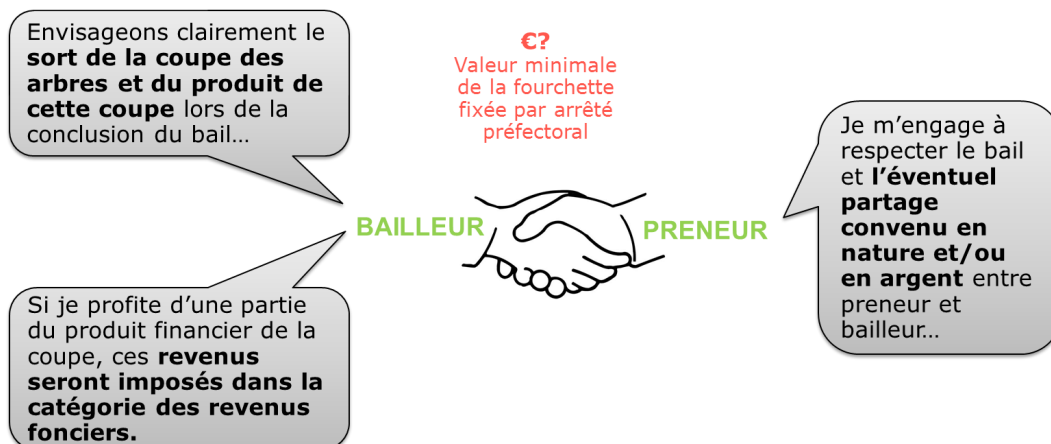 Envisageons clairement le
sort de la coupe des
arbres et du produit de
cette coupe lors de la
conclusion du bail…
€?
Valeur minimale
de la fourchette
fixée par arrêté
préfectoral
Je m’engage à
respecter le bail
et l’éventuel
partage
convenu en
nature et/ou
en argent entre
preneur et
bailleur…
BAILLEUR
PRENEUR
Si je profite d’une partie
du produit financier de la
coupe, ces revenus
seront imposés dans la
catégorie des revenus
fonciers.